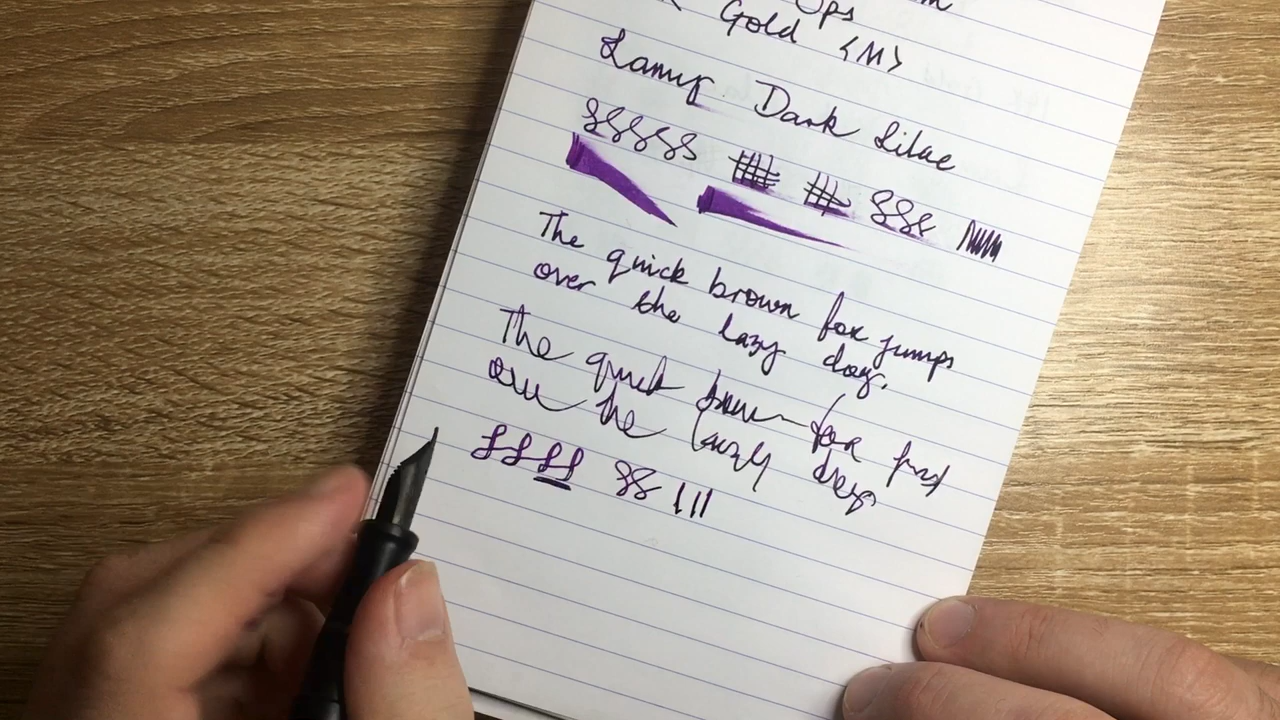 Ops
Gold <M>
Lamy Dark Lilac
The quick brown fox jumps
over the lazy dog.
The quick brown fox
over the lazy dog